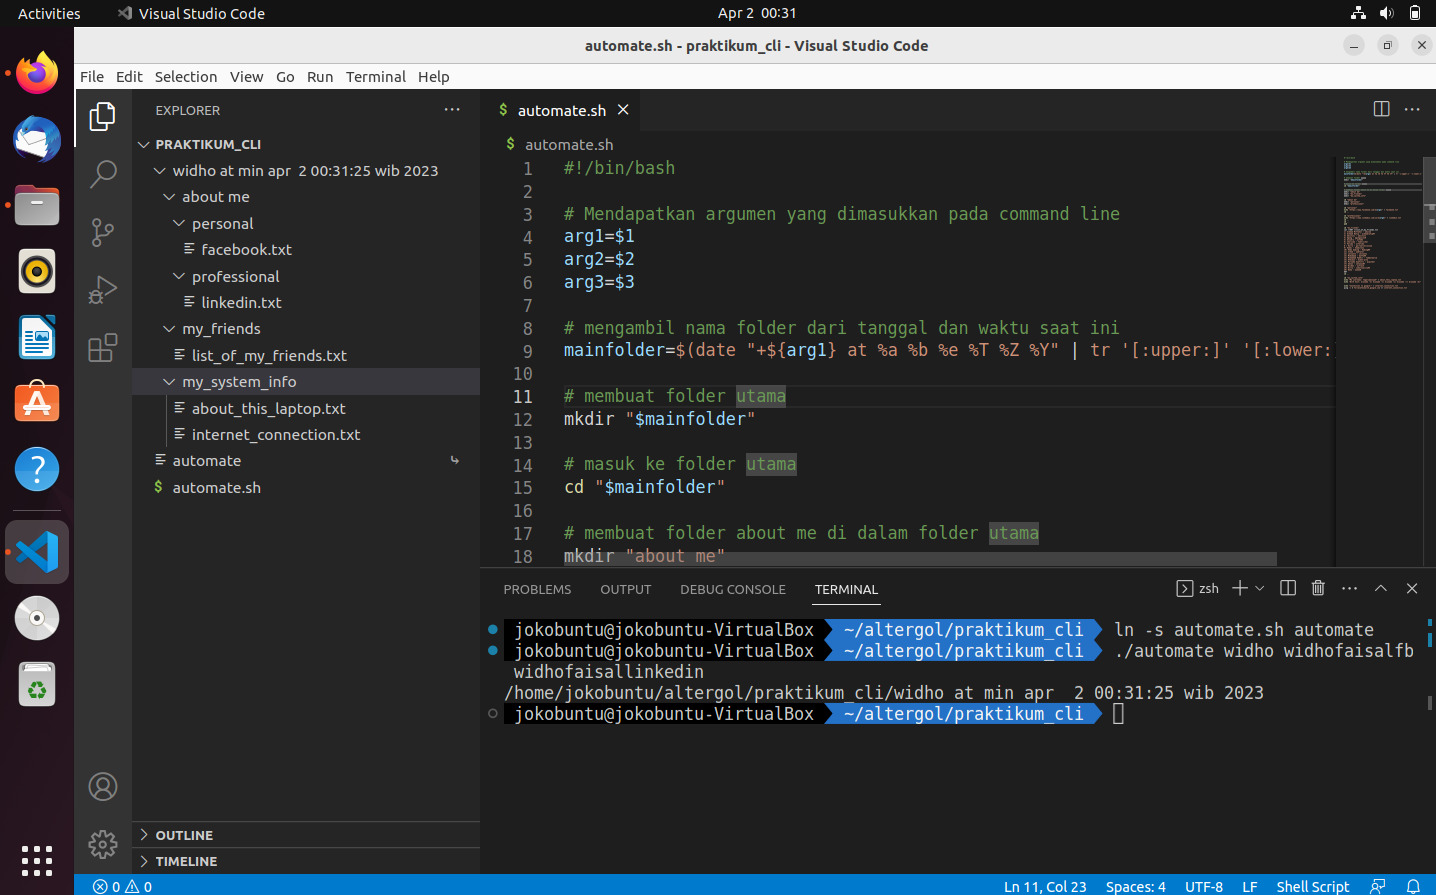 Activities Visual Studio Code Apr 2 00:31
automate.sh - praktikum_cli - Visual Studio Code
File Edit Selection View Go Run Terminal Help
EXPLORER
PRAKTIKUM_CLI
widho at min apr  2 00:31:25 wib 2023
about me
personal
facebook.txt
professional
linkedin.txt
my_friends
list_of_my_friends.txt
my_system_info
about_this_laptop.txt
internet_connection.txt
automate
$ automate.sh
OUTLINE
TIMELINE
$ automate.sh
$ automate.sh
1 #!/bin/bash
2
3 # Mendapatkan argumen yang dimasukkan pada command line
4 arg1=$1
5 arg2=$2
6 arg3=$3
7
8 # mengambil nama folder dari tanggal dan waktu saat ini
9 mainfolder=$(date "+${arg1} at %a %b %e %T %Z %Y" | tr '[:upper:]' '[:lower:
10
11 # membuat folder utama
12 mkdir "$mainfolder"
13
14 # masuk ke folder utama
15 cd "$mainfolder"
16
17 # membuat folder about me di dalam folder utama
18 mkdir "about me"
PROBLEMS OUTPUT DEBUG CONSOLE TERMINAL zsh
jokobuntu@jokobuntu-VirtualBox ~/altergol/praktikum_cli ln -s automate.sh automate
jokobuntu@jokobuntu-VirtualBox ~/altergol/praktikum_cli ./automate widho widhofaisalfb
widhofaisallinkedin
/home/jokobuntu/altergol/praktikum_cli/widho at min apr  2 00:31:25 wib 2023
jokobuntu@jokobuntu-VirtualBox ~/altergol/praktikum_cli
0 0 Ln 11, Col 23 Spaces: 4 UTF-8 LF Shell Script